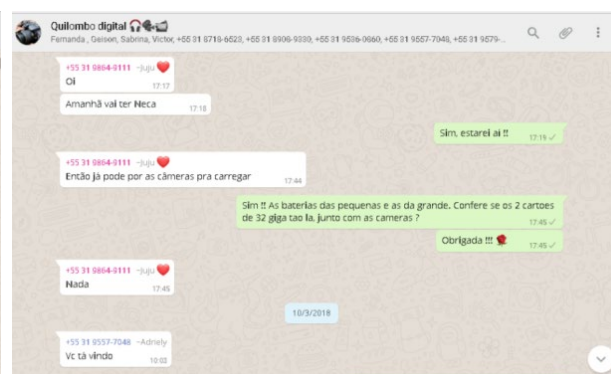 Quilombo digital
Fernanda, Gerson, Sabrina, Victor, +55 31 8718-6523, +55 31 8908-9339, +55 31 9536-0660, +55 31 9557-7048, +55 31 9579-...
+55 31 9864-9111 ~Juju ❤️
Oi
17:17
Amanhã vai ter Neca
17:18
Sim, estarei ai !!
17:19
+55 31 9864-9111 ~Juju ❤️
Então já pode por as câmeras pra carregar
17:44
Sim !! As baterias das pequenas e as da grande. Confere se os 2 cartoes
de 32 giga tao la, junto com as cameras ?
17:45
Obrigada !!! 🌹
17:45
+55 31 9864-9111 ~Juju ❤️
Nada
17:45
10/3/2018
+55 31 9557-7048 ~Adriely
Vc tá vindo
10:03